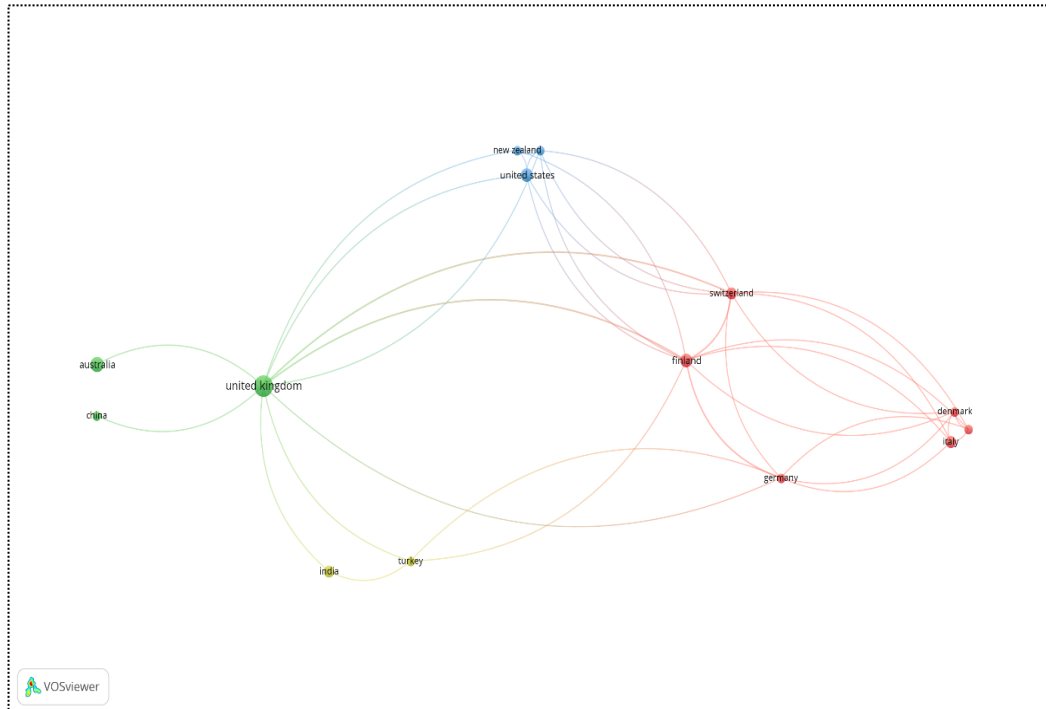 new zealand
united states
switzerland
finland
australia
united kingdom
china
denmark
italy
germany
turkey
india
VOSviewer